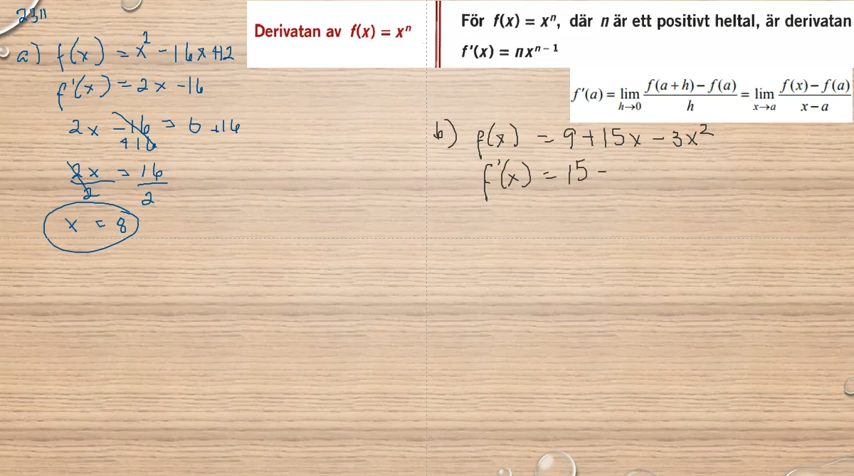 2311
a) f(x) = x² - 16x + 12
f'(x) = 2x - 16
2x - 16 = 0 + 16
+16
2x = 16
2 2
x = 8
Derivatan av f(x) = xⁿ
För f(x) = xⁿ, där n är ett positivt heltal, är derivatan
f'(x) = nxⁿ⁻¹
f'(a) = lim h→0 f(a+h)−f(a) / h = lim x→a f(x)−f(a) / x−a
b) f(x) = 9 + 15x - 3x²
f'(x) = 15 -